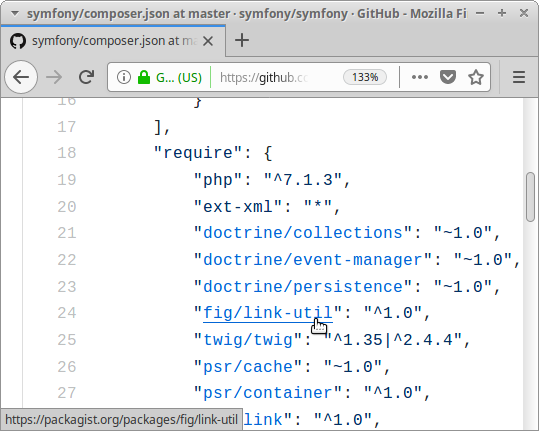 symfony/composer.json at master · symfony/symfony · GitHub - Mozilla Fi
symfony/composer.json at m
G… (US) https://github.c 133%
16 }
17 ],
18 "require": {
19 "php": "^7.1.3",
20 "ext-xml": "*",
21 "doctrine/collections": "~1.0",
22 "doctrine/event-manager": "~1.0",
23 "doctrine/persistence": "~1.0",
24 "fig/link-util": "^1.0",
25 "twig/twig": "^1.35|^2.4.4",
26 "psr/cache": "~1.0",
27 "psr/container": "^1.0",
link": "^1.0",
https://packagist.org/packages/fig/link-util